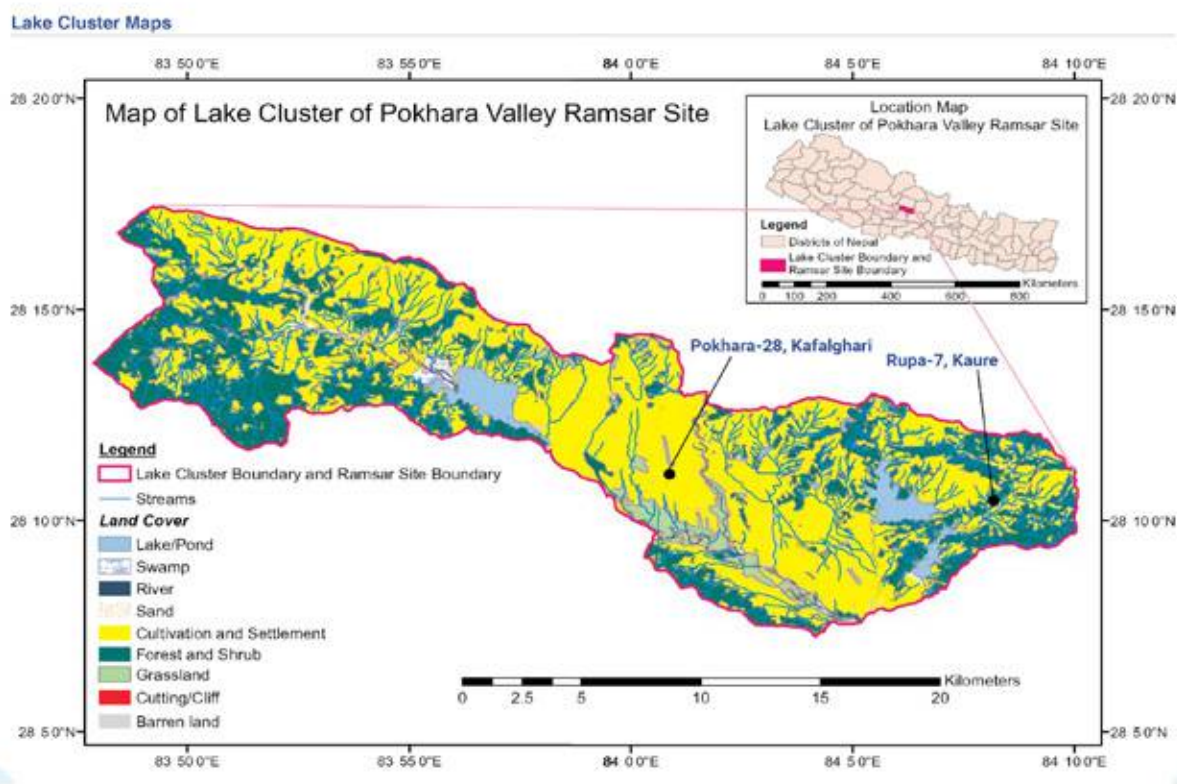 Lake Cluster Maps
83 50'0"E 83 55'0"E 84 0'0"E 84 5'0"E 84 10'0"E
28 20'0"N 28 20'0"N
Map of Lake Cluster of Pokhara Valley Ramsar Site
Location Map
Lake Cluster of Pokhara Valley Ramsar Site
Legend
Districts of Nepal
Lake Cluster Boundary and
Ramsar Site Boundary
Kilometers
0 100 200 400 600 800
28 15'0"N 28 15'0"N
Pokhara-28, Kafalghari
Rupa-7, Kaure
Legend
Lake Cluster Boundary and Ramsar Site Boundary
Streams
Land Cover
Lake/Pond
Swamp
River
Sand
Cultivation and Settlement
Forest and Shrub
Grassland
Cutting/Cliff
Barren land
28 10'0"N 28 10'0"N
Kilometers
0 2.5 5 10 15 20
28 5'0"N 28 5'0"N
83 50'0"E 83 55'0"E 84 0'0"E 84 5'0"E 84 10'0"E